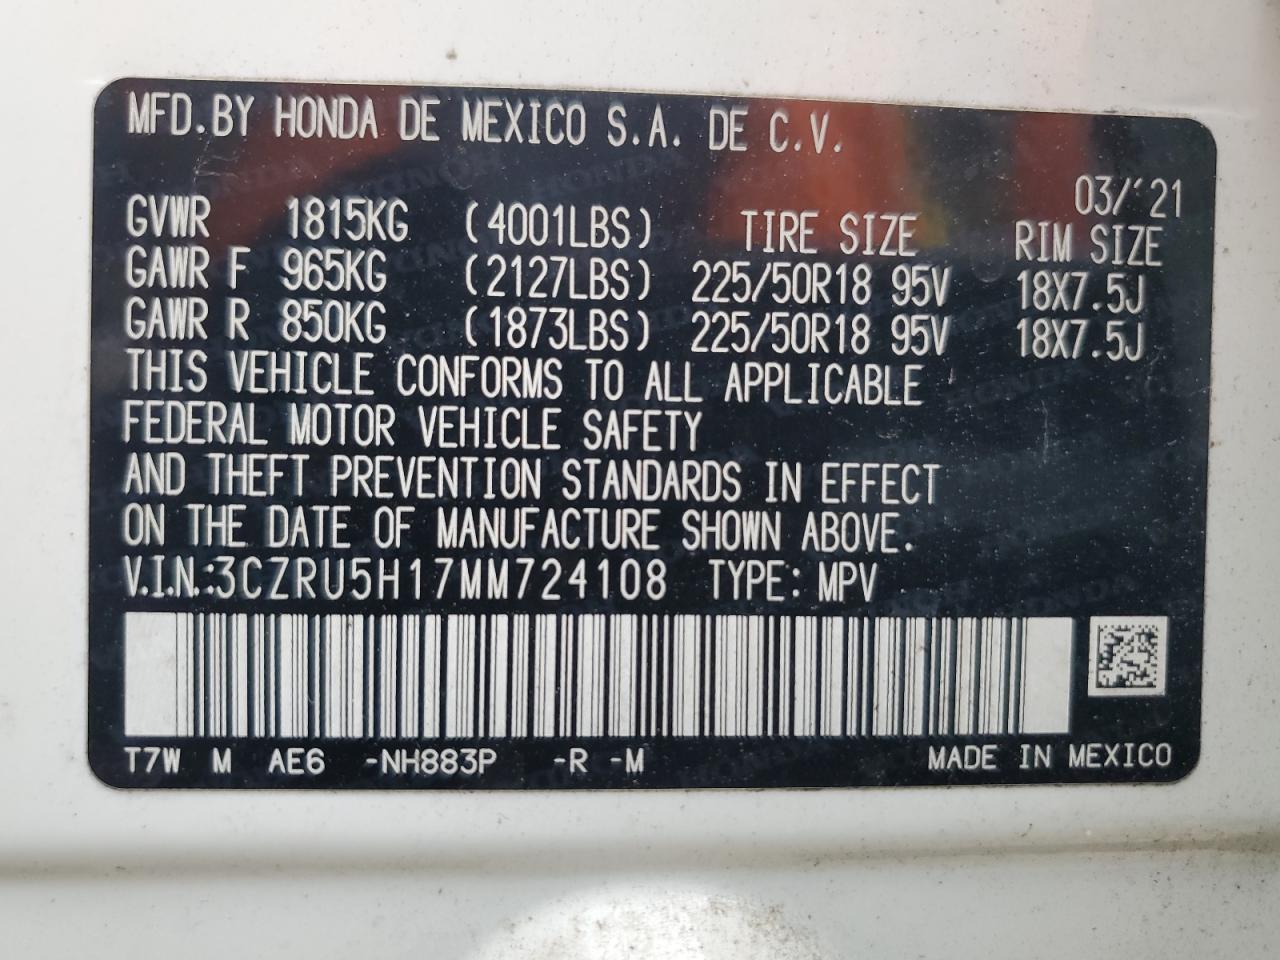 MFD.BY HONDA DE MEXICO S.A. DE C.V.
03/'21
GVWR 1815KG (4001LBS) TIRE SIZE RIM SIZE
GAWR F 965KG (2127LBS) 225/50R18 95V 18X7.5J
GAWR R 850KG (1873LBS) 225/50R18 95V 18X7.5J
THIS VEHICLE CONFORMS TO ALL APPLICABLE
FEDERAL MOTOR VEHICLE SAFETY
AND THEFT PREVENTION STANDARDS IN EFFECT
ON THE DATE OF MANUFACTURE SHOWN ABOVE.
V.I.N.:3CZRU5H17MM724108 TYPE: MPV
T7W M AE6 -NH883P -R -M MADE IN MEXICO